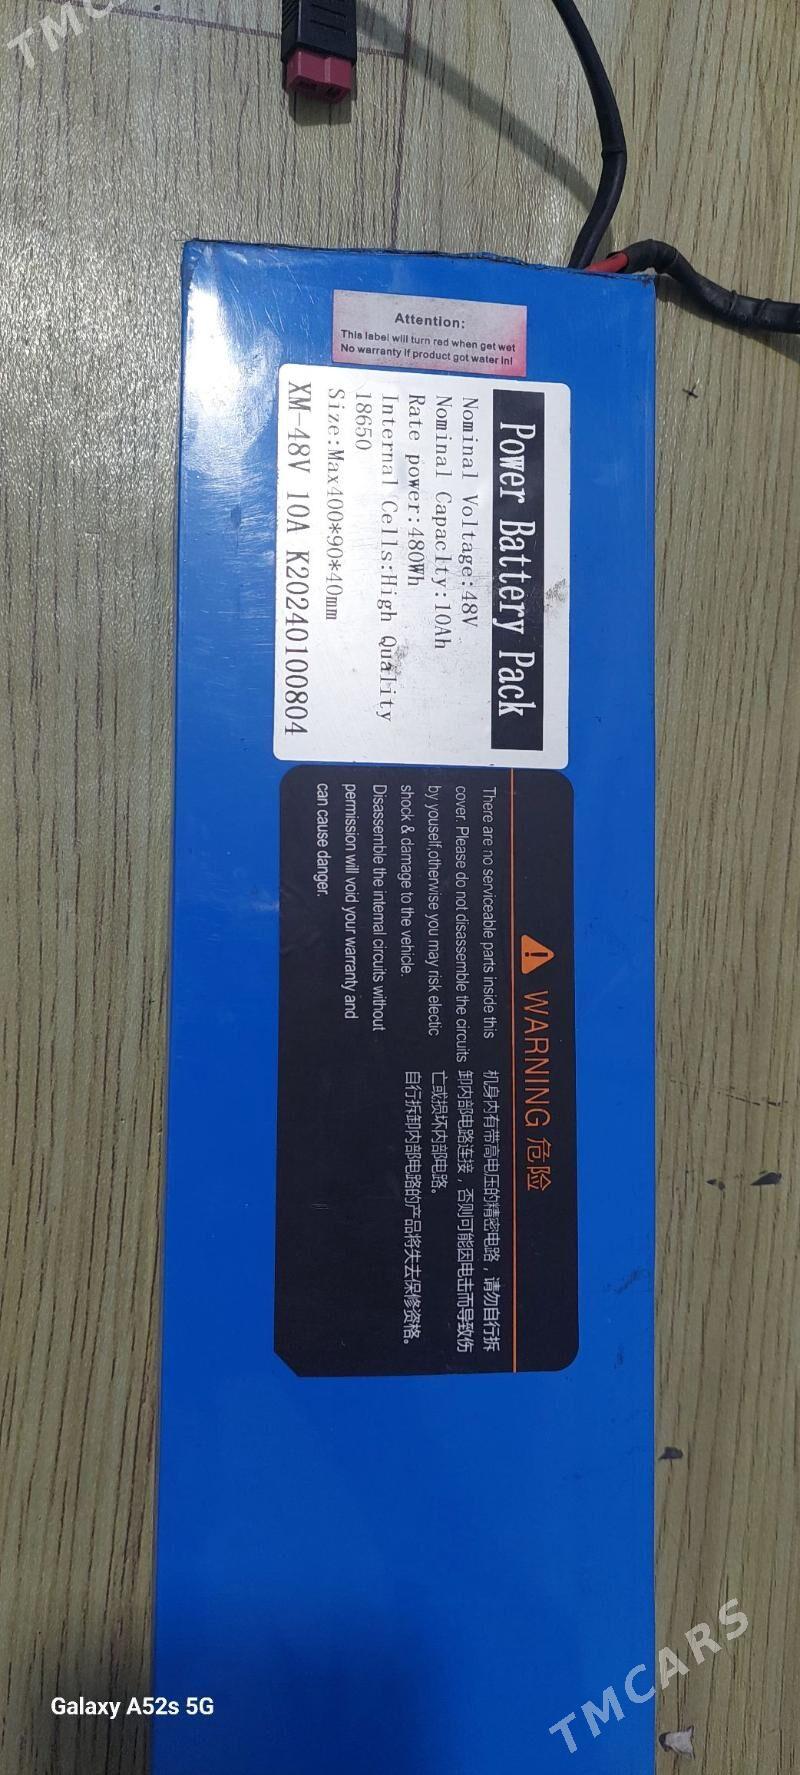 TMCARS
Attention:
This label will turn red when get wet
No warranty if product got water in!
Power Battery Pack
Nominal Voltage:48V
Nominal Capaclty:10Ah
Rate power:480Wh
Internal Cells:High Quality
18650
Size:Max400*90*40mm
XM-48V 10A K20240100804
WARNING 危险
There are no serviceable parts inside this
cover. Please do not disassemble the circuits
by youself,otherwise you may risk electic
shock & damage to the vehicle.
Disassemble the internal circuits without
permission will void your warranty and
can cause danger.
机身内有带高电压的精密电路，请勿自行拆
卸内部电路连接，否则可能因电击而导致伤
亡或损坏内部电路。
自行拆卸内部电路的产品将失去保修资格。
Galaxy A52s 5G
TMCARS